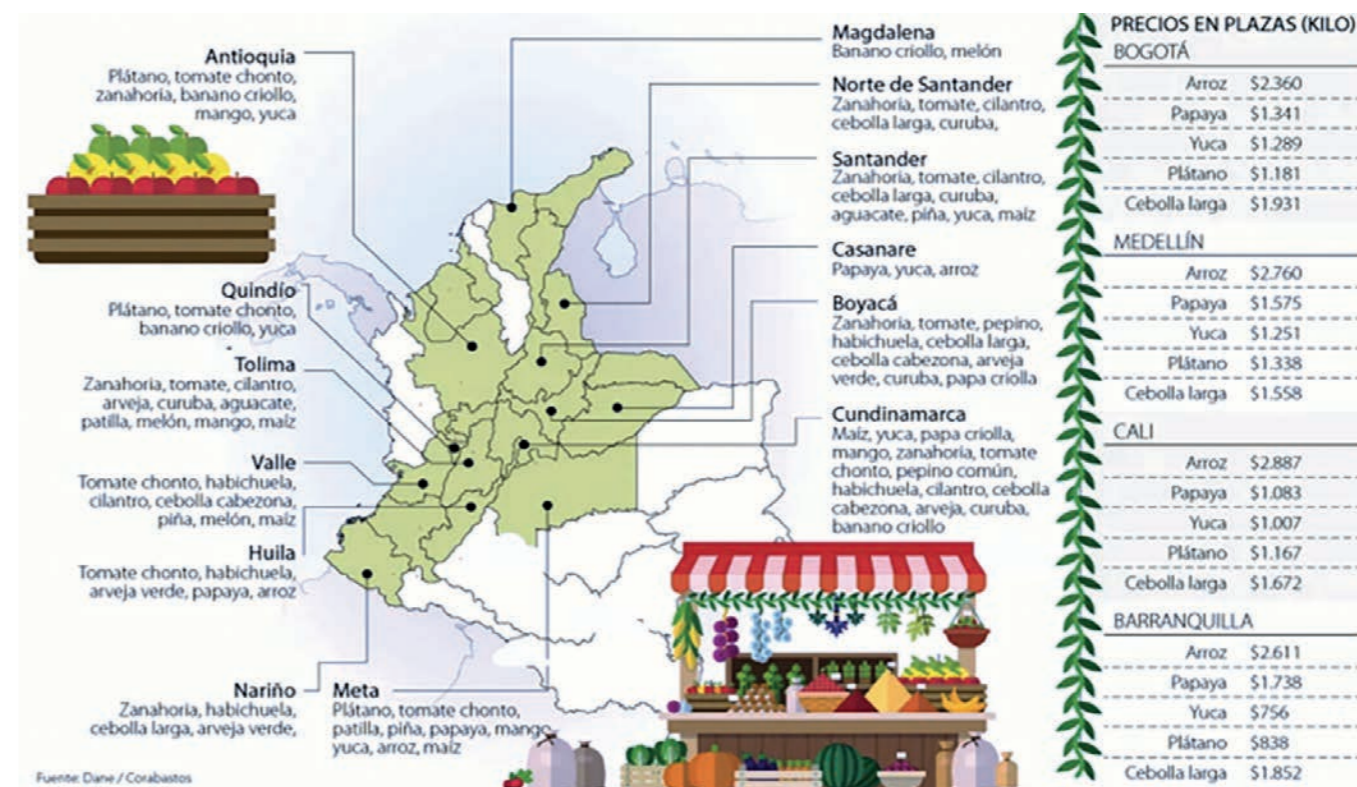 Antioquia
Plátano, tomate chonto,
zanahoria, banano criollo,
mango, yuca
Quindío
Plátano, tomate chonto,
banano criollo, yuca
Tolima
Zanahoria, tomate, cilantro,
arveja, curuba, aguacate,
patilla, melón, mango, maíz
Valle
Tomate chonto, habichuela,
cilantro, cebolla cabezona,
piña, melón, maíz
Huila
Tomate chonto, habichuela,
arveja verde, papaya, arroz
Nariño
Zanahoria, habichuela,
cebolla larga, arveja verde,
Meta
Plátano, tomate chonto,
patilla, piña, papaya, mango,
yuca, arroz, maíz
Magdalena
Banano criollo, melón
Norte de Santander
Zanahoria, tomate, cilantro,
cebolla larga, curuba,
Santander
Zanahoria, tomate, cilantro,
cebolla larga, curuba,
aguacate, piña, yuca, maíz
Casanare
Papaya, yuca, arroz
Boyacá
Zanahoria, tomate, pepino,
habichuela, cebolla larga,
cebolla cabezona, arveja
verde, curuba, papa criolla
Cundinamarca
Maíz, yuca, papa criolla,
mango, zanahoria, tomate
chonto, pepino común,
habichuela, cilantro, cebolla
cabezona, arveja, curuba,
banano criollo
PRECIOS EN PLAZAS (KILO)
BOGOTÁ
Arroz $2.360
Papaya $1.341
Yuca $1.289
Plátano $1.181
Cebolla larga $1.931
MEDELLÍN
Arroz $2.760
Papaya $1.575
Yuca $1.251
Plátano $1.338
Cebolla larga $1.558
CALI
Arroz $2.887
Papaya $1.083
Yuca $1.007
Plátano $1.167
Cebolla larga $1.672
BARRANQUILLA
Arroz $2.611
Papaya $1.738
Yuca $756
Plátano $838
Cebolla larga $1.852
Fuente: Dane / Corabastos